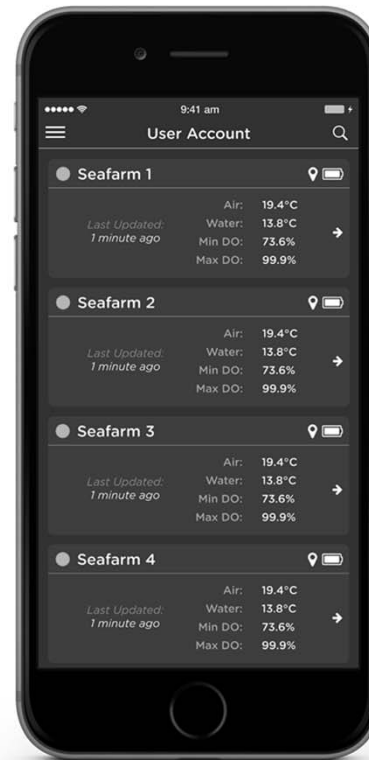 9:41 am
User Account
Seafarm 1
Last Updated:
1 minute ago
Air: 19.4°C
Water: 13.8°C
Min DO: 73.6%
Max DO: 99.9%
Seafarm 2
Last Updated:
1 minute ago
Air: 19.4°C
Water: 13.8°C
Min DO: 73.6%
Max DO: 99.9%
Seafarm 3
Last Updated:
1 minute ago
Air: 19.4°C
Water: 13.8°C
Min DO: 73.6%
Max DO: 99.9%
Seafarm 4
Last Updated:
1 minute ago
Air: 19.4°C
Water: 13.8°C
Min DO: 73.6%
Max DO: 99.9%